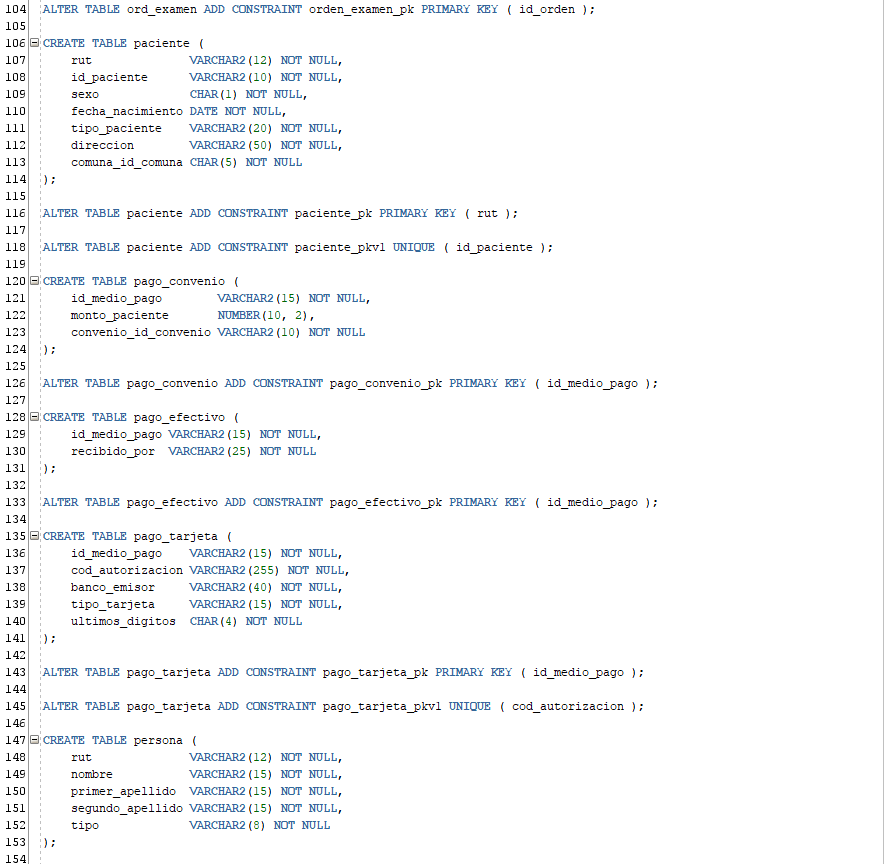 104 ALTER TABLE ord_examen ADD CONSTRAINT orden_examen_pk PRIMARY KEY ( id_orden );
105
106 CREATE TABLE paciente (
107     rut              VARCHAR2(12) NOT NULL,
108     id_paciente      VARCHAR2(10) NOT NULL,
109     sexo             CHAR(1) NOT NULL,
110     fecha_nacimiento DATE NOT NULL,
111     tipo_paciente    VARCHAR2(20) NOT NULL,
112     direccion        VARCHAR2(50) NOT NULL,
113     comuna_id_comuna CHAR(5) NOT NULL
114 );
115
116 ALTER TABLE paciente ADD CONSTRAINT paciente_pk PRIMARY KEY ( rut );
117
118 ALTER TABLE paciente ADD CONSTRAINT paciente_pkv1 UNIQUE ( id_paciente );
119
120 CREATE TABLE pago_convenio (
121     id_medio_pago        VARCHAR2(15) NOT NULL,
122     monto_paciente       NUMBER(10, 2),
123     convenio_id_convenio VARCHAR2(10) NOT NULL
124 );
125
126 ALTER TABLE pago_convenio ADD CONSTRAINT pago_convenio_pk PRIMARY KEY ( id_medio_pago );
127
128 CREATE TABLE pago_efectivo (
129     id_medio_pago VARCHAR2(15) NOT NULL,
130     recibido_por  VARCHAR2(25) NOT NULL
131 );
132
133 ALTER TABLE pago_efectivo ADD CONSTRAINT pago_efectivo_pk PRIMARY KEY ( id_medio_pago );
134
135 CREATE TABLE pago_tarjeta (
136     id_medio_pago    VARCHAR2(15) NOT NULL,
137     cod_autorizacion VARCHAR2(255) NOT NULL,
138     banco_emisor     VARCHAR2(40) NOT NULL,
139     tipo_tarjeta     VARCHAR2(15) NOT NULL,
140     ultimos_digitos  CHAR(4) NOT NULL
141 );
142
143 ALTER TABLE pago_tarjeta ADD CONSTRAINT pago_tarjeta_pk PRIMARY KEY ( id_medio_pago );
144
145 ALTER TABLE pago_tarjeta ADD CONSTRAINT pago_tarjeta_pkv1 UNIQUE ( cod_autorizacion );
146
147 CREATE TABLE persona (
148     rut              VARCHAR2(12) NOT NULL,
149     nombre           VARCHAR2(15) NOT NULL,
150     primer_apellido  VARCHAR2(15) NOT NULL,
151     segundo_apellido VARCHAR2(15) NOT NULL,
152     tipo             VARCHAR2(8) NOT NULL
153 );
154